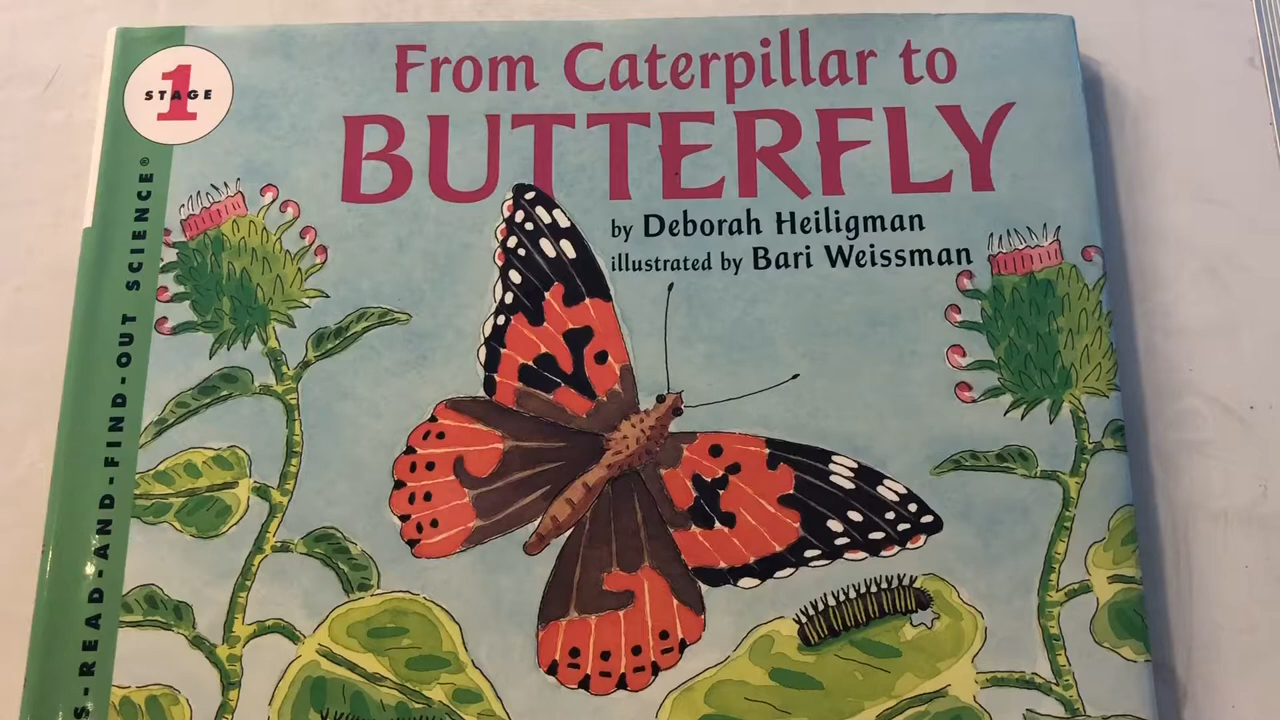 From Caterpillar to
BUTTERFLY
by Deborah Heiligman
illustrated by Bari Weissman
STAGE 1
S-READ-AND-FIND-OUT SCIENCE®